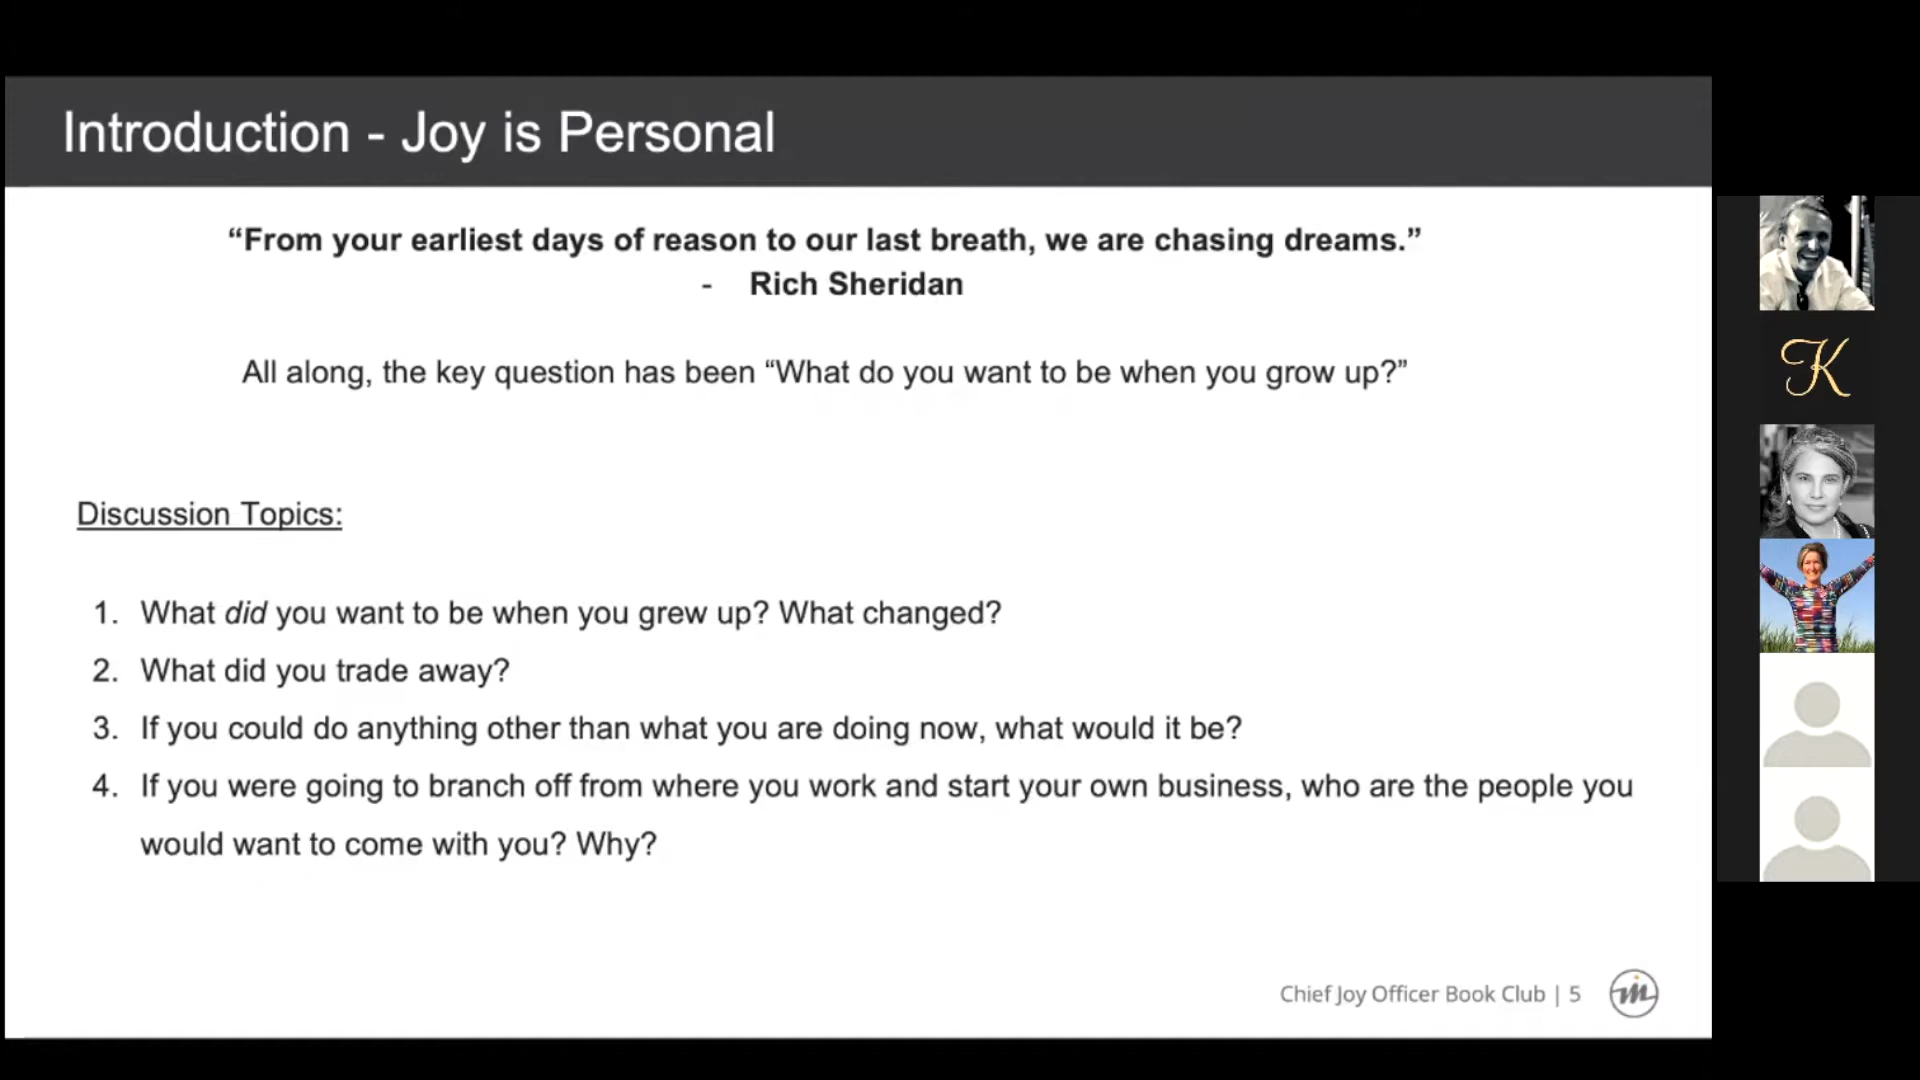 Introduction - Joy is Personal
“From your earliest days of reason to our last breath, we are chasing dreams.”
- Rich Sheridan
All along, the key question has been “What do you want to be when you grow up?”
Discussion Topics:
1. What did you want to be when you grew up? What changed?
2. What did you trade away?
3. If you could do anything other than what you are doing now, what would it be?
4. If you were going to branch off from where you work and start your own business, who are the people you
would want to come with you? Why?
Chief Joy Officer Book Club | 5
K